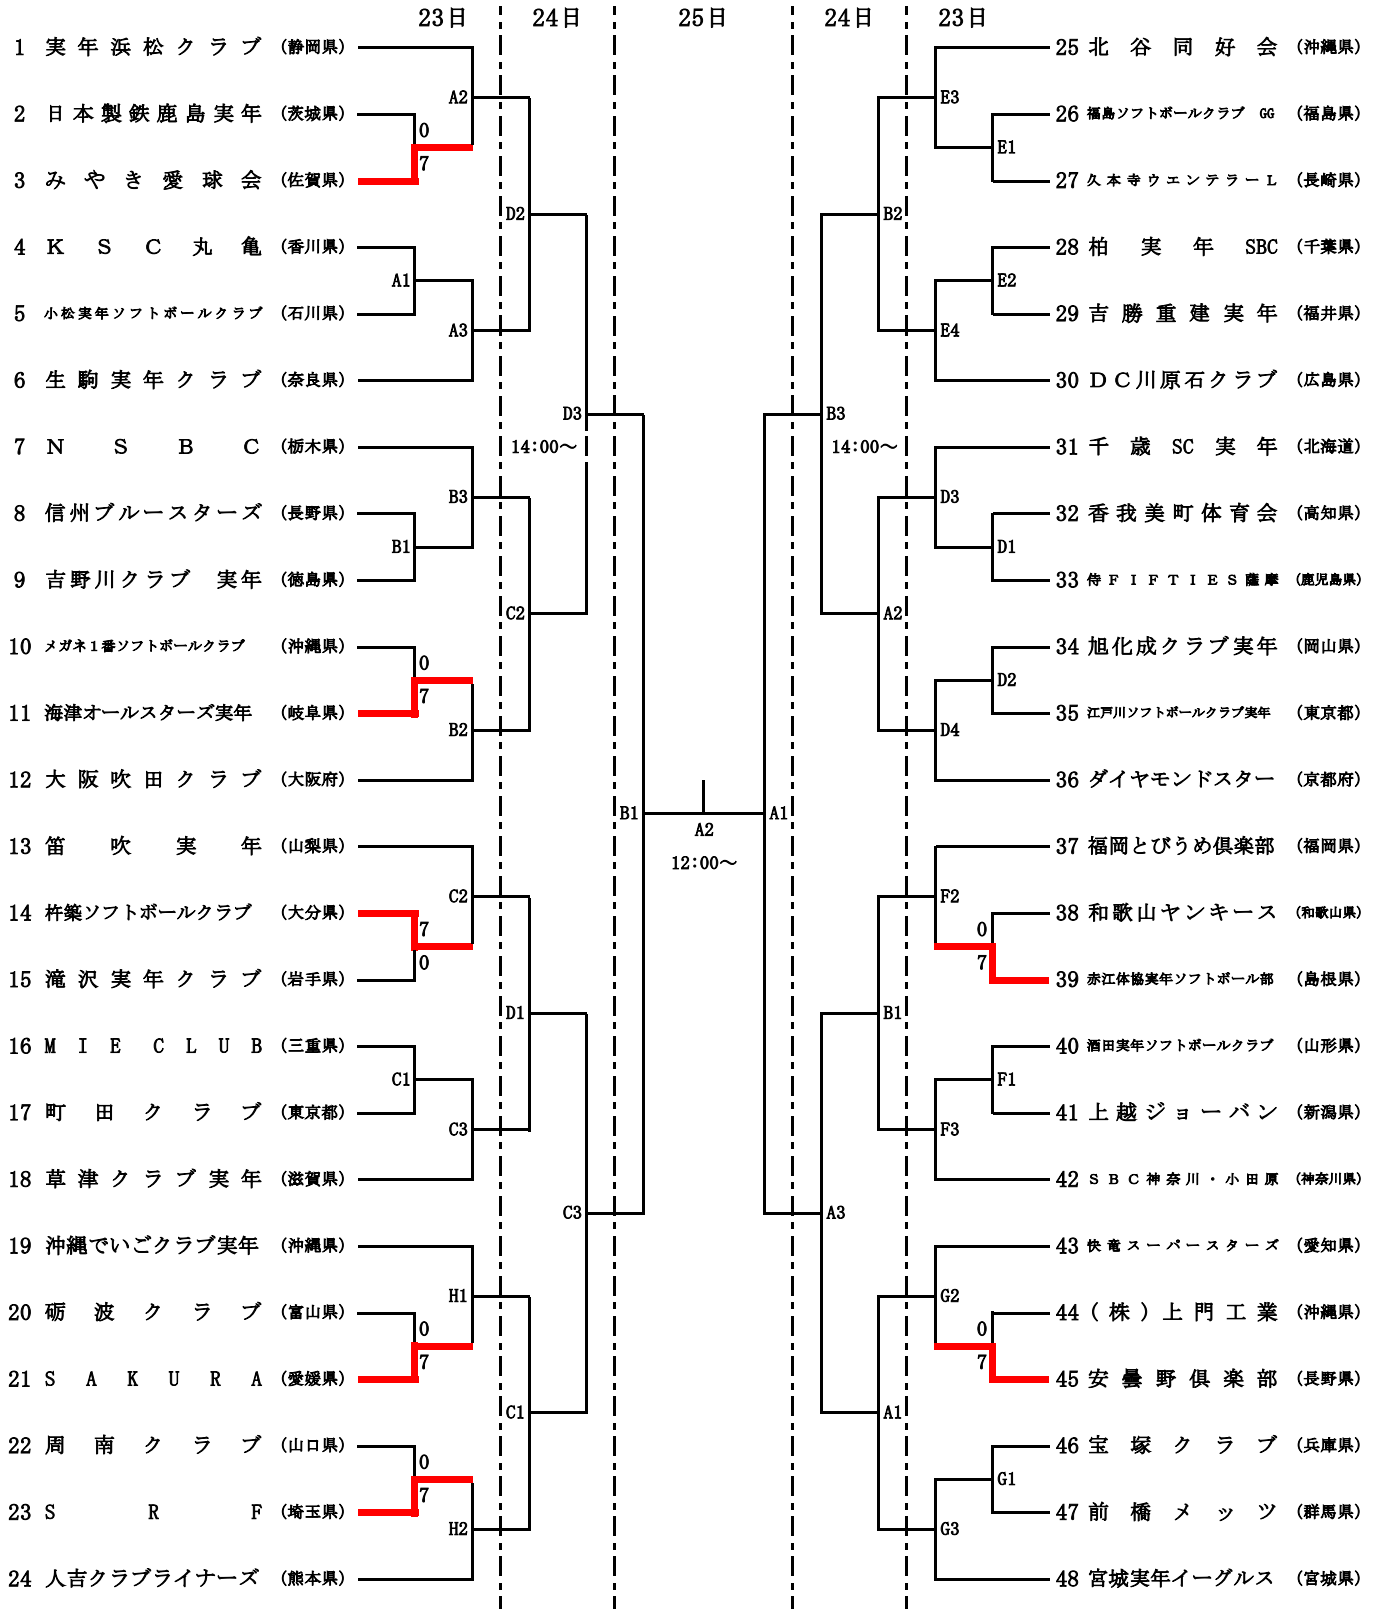 23日 24日 25日 24日 23日
1 実年浜松クラブ (静岡県)
A2
2 日本製鉄鹿島実年 (茨城県)
0
7
3 みやき愛球会 (佐賀県)
D2
4 KSC丸亀 (香川県)
A1
5 小松実年ソフトボールクラブ (石川県)
A3
6 生駒実年クラブ (奈良県)
D3
14:00～
7 NSBC (栃木県)
B3
8 信州ブルースターズ (長野県)
B1
9 吉野川クラブ 実年 (徳島県)
C2
10 メガネ1番ソフトボールクラブ (沖縄県)
0
7
11 海津オールスターズ実年 (岐阜県)
B2
12 大阪吹田クラブ (大阪府)
B1
13 笛吹実年 (山梨県)
C2
14 杵築ソフトボールクラブ (大分県)
7
0
15 滝沢実年クラブ (岩手県)
D1
16 MIE CLUB (三重県)
C1
17 町田クラブ (東京都)
C3
18 草津クラブ実年 (滋賀県)
C3
19 沖縄でいごクラブ実年 (沖縄県)
H1
20 砺波クラブ (富山県)
0
7
21 SAKURA (愛媛県)
C1
22 周南クラブ (山口県)
0
7
23 SRF (埼玉県)
H2
24 人吉クラブライナーズ (熊本県)
A2
12:00～
25 北谷同好会 (沖縄県)
E3
26 福島ソフトボールクラブ GG (福島県)
E1
27 久本寺ウエンテラーL (長崎県)
B2
28 柏実年SBC (千葉県)
E2
29 吉勝重建実年 (福井県)
E4
30 DC川原石クラブ (広島県)
B3
14:00～
31 千歳SC実年 (北海道)
D3
32 香我美町体育会 (高知県)
D1
33 侍FIFTIES薩摩 (鹿児島県)
A2
34 旭化成クラブ実年 (岡山県)
D2
35 江戸川ソフトボールクラブ実年 (東京都)
D4
36 ダイヤモンドスター (京都府)
A1
37 福岡とびうめ倶楽部 (福岡県)
F2
38 和歌山ヤンキース (和歌山県)
0
7
39 赤江体協実年ソフトボール部 (島根県)
B1
40 酒田実年ソフトボールクラブ (山形県)
F1
41 上越ジョーバン (新潟県)
F3
42 SBC神奈川・小田原 (神奈川県)
A3
43 快竜スーパースターズ (愛知県)
G2
44 (株)上門工業 (沖縄県)
0
7
45 安曇野倶楽部 (長野県)
A1
46 宝塚クラブ (兵庫県)
G1
47 前橋メッツ (群馬県)
G3
48 宮城実年イーグルス (宮城県)